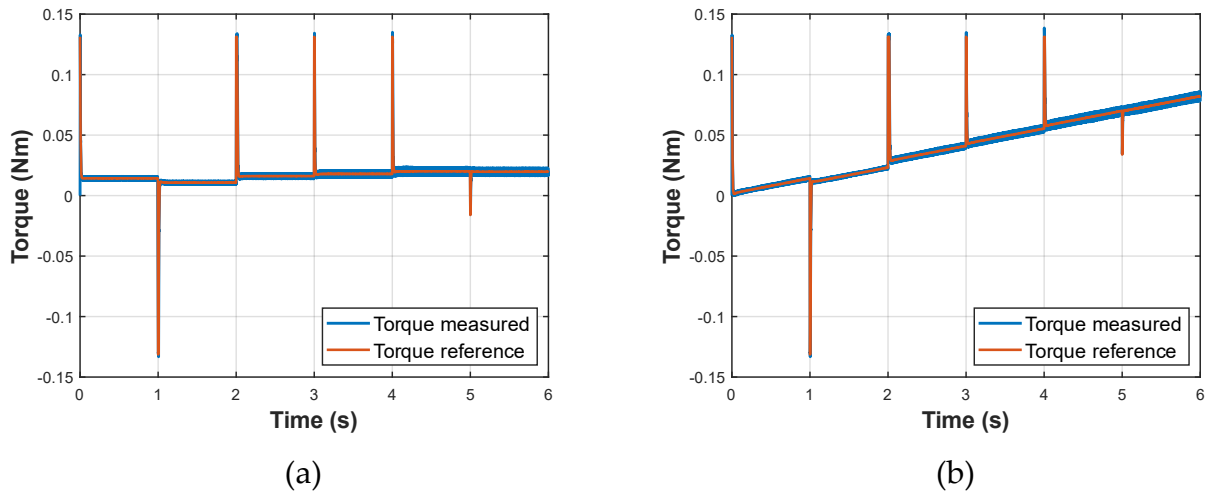 0.15
0.1
0.05
0
-0.05
-0.1
-0.15
Torque (Nm)
Torque measured
Torque reference
0 1 2 3 4 5 6
Time (s)
(a)
0.15
0.1
0.05
0
-0.05
-0.1
-0.15
Torque (Nm)
Torque measured
Torque reference
0 1 2 3 4 5 6
Time (s)
(b)